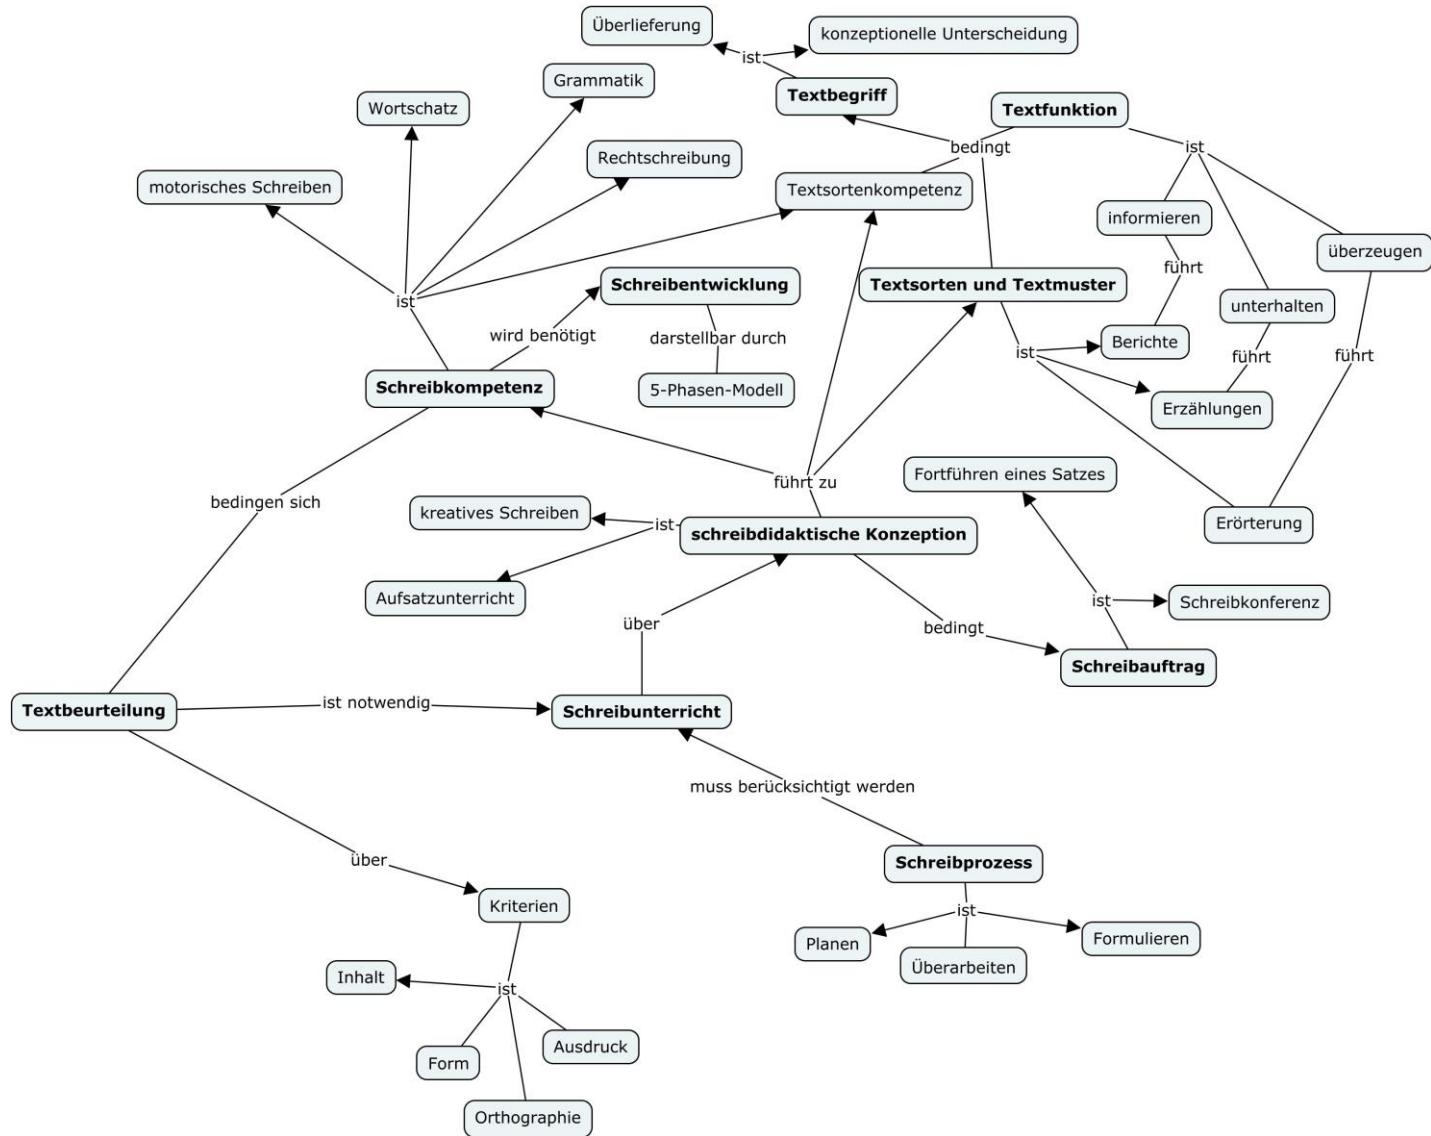 Überlieferung
konzeptionelle Unterscheidung
ist
Grammatik
Textbegriff
Wortschatz
Textfunktion
bedingt
ist
Rechtschreibung
motorisches Schreiben
Textsortenkompetenz
informieren
überzeugen
führt
Schreibentwicklung
Textsorten und Textmuster
ist
unterhalten
wird benötigt
darstellbar durch
Berichte
ist
führt
führt
Schreibkompetenz
5-Phasen-Modell
Erzählungen
Fortführen eines Satzes
führt zu
bedingen sich
kreatives Schreiben
ist
Erörterung
schreibdidaktische Konzeption
Aufsatzunterricht
ist
Schreibkonferenz
über
bedingt
Schreibauftrag
Textbeurteilung
ist notwendig
Schreibunterricht
muss berücksichtigt werden
über
Schreibprozess
Kriterien
ist
Planen
Formulieren
Überarbeiten
Inhalt
ist
Ausdruck
Form
Orthographie